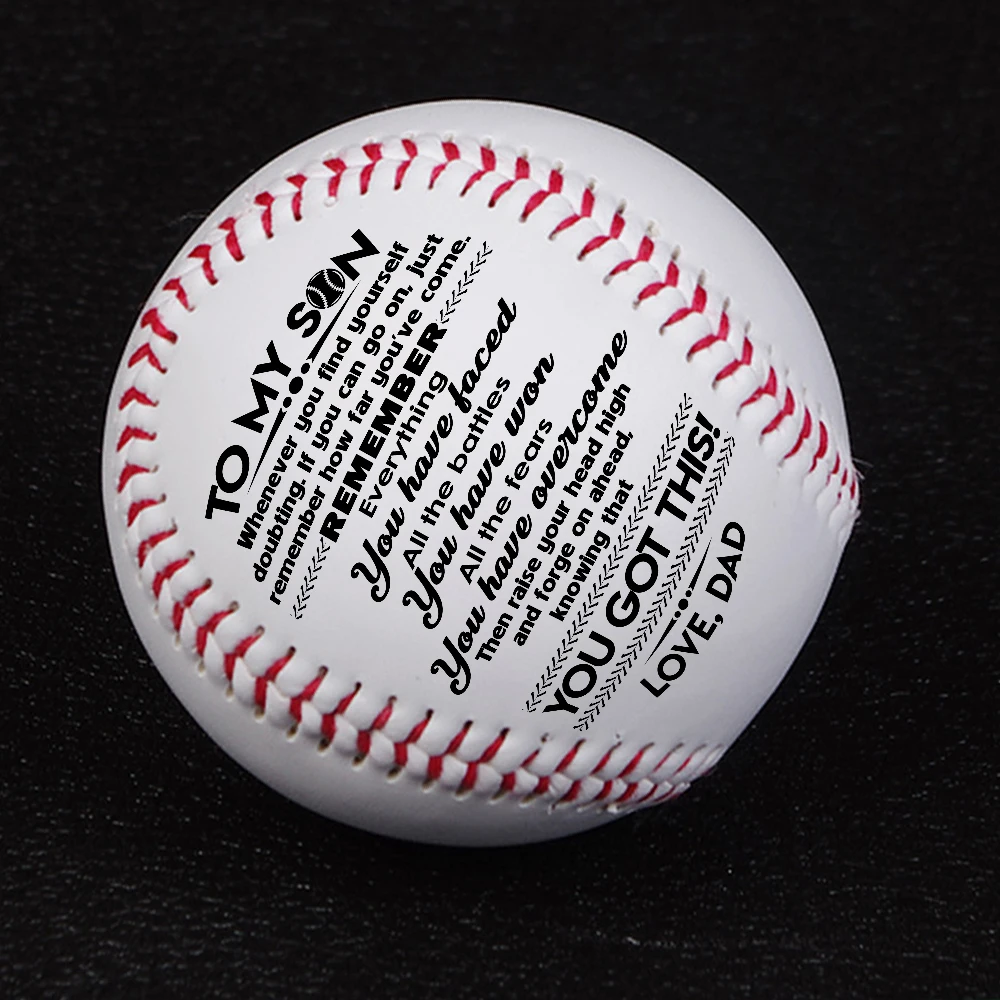 TO MY SON
Whenever you find yourself
doubting. If you can go on, just
remember how far you've come.
REMEMBER
Everything
You have faced
All the battles
You have won
All the fears
You have overcome
Then raise your head high
and forge on ahead,
knowing that
YOU GOT THIS!
LOVE, DAD